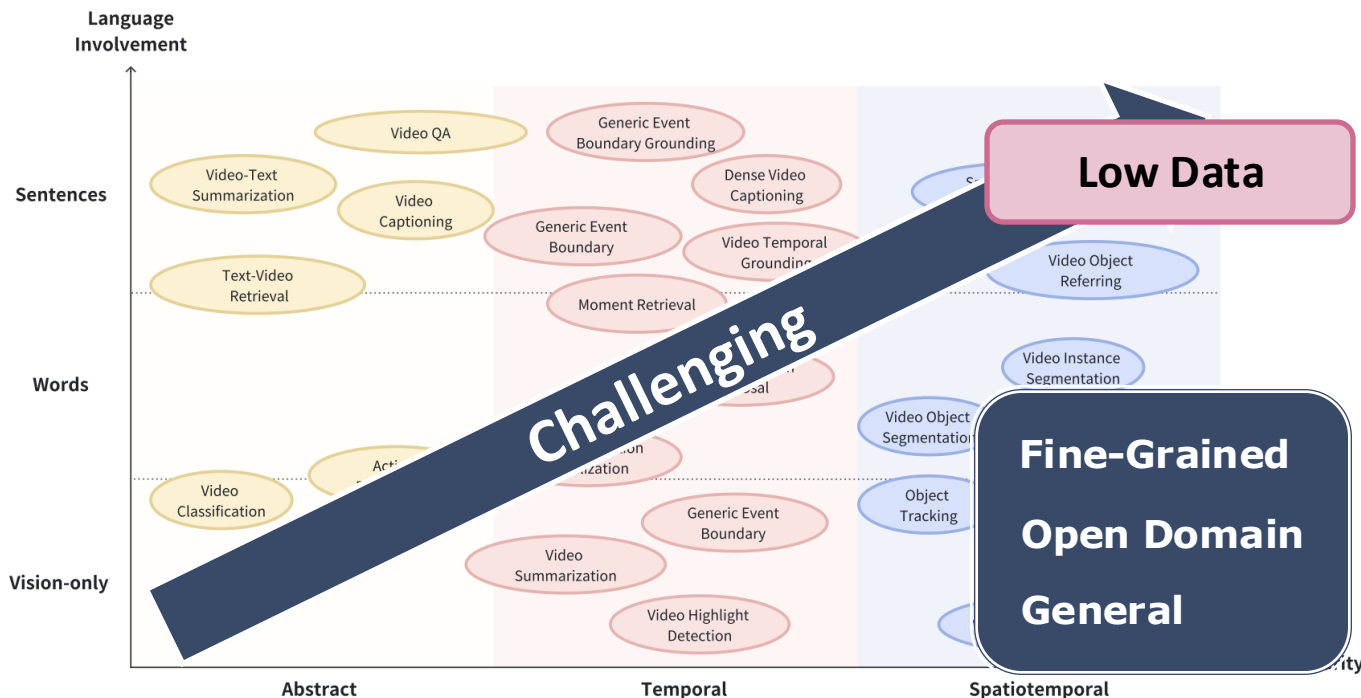 Language
Involvement
Video QA
Generic Event
Boundary Grounding
Low Data
Video-Text
Summarization
Dense Video
Captioning
Sentences
Video
Captioning
Generic Event
Boundary
Video Temporal
Grounding
Text-Video
Retrieval
Video Object
Referring
Moment Retrieval
Challenging
Video Instance
Segmentation
Words
Video Object
Segmentation
Fine-Grained
Video
Classification
Object
Tracking
Generic Event
Boundary
Open Domain
Video
Summarization
Vision-only
General
Video Highlight
Detection
Abstract
Temporal
Spatiotemporal